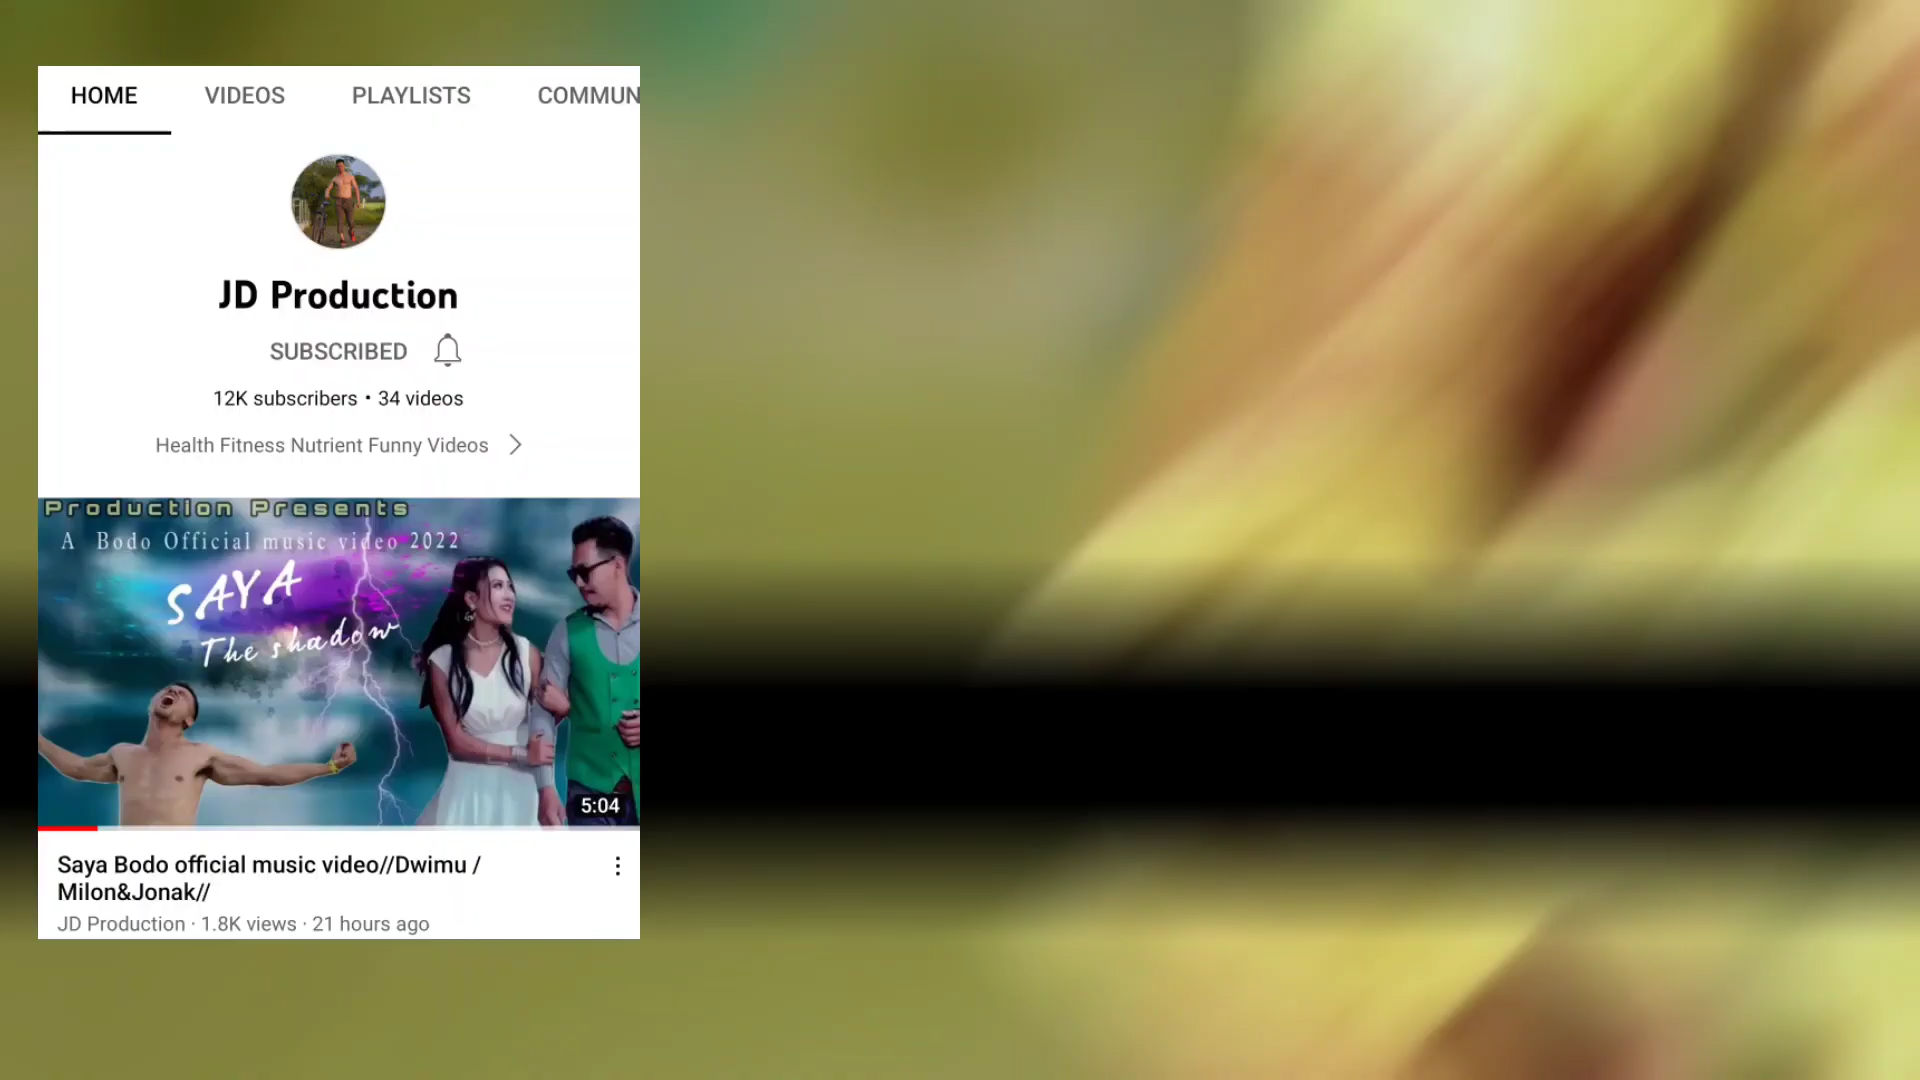 HOME VIDEOS PLAYLISTS COMMUN
JD Production
SUBSCRIBED
12K subscribers • 34 videos
Health Fitness Nutrient Funny Videos
Production Presents
A Bodo Official music video 2022
SAYA
The shadow
5:04
Saya Bodo official music video//Dwimu /
Milon&Jonak//
JD Production · 1.8K views · 21 hours ago